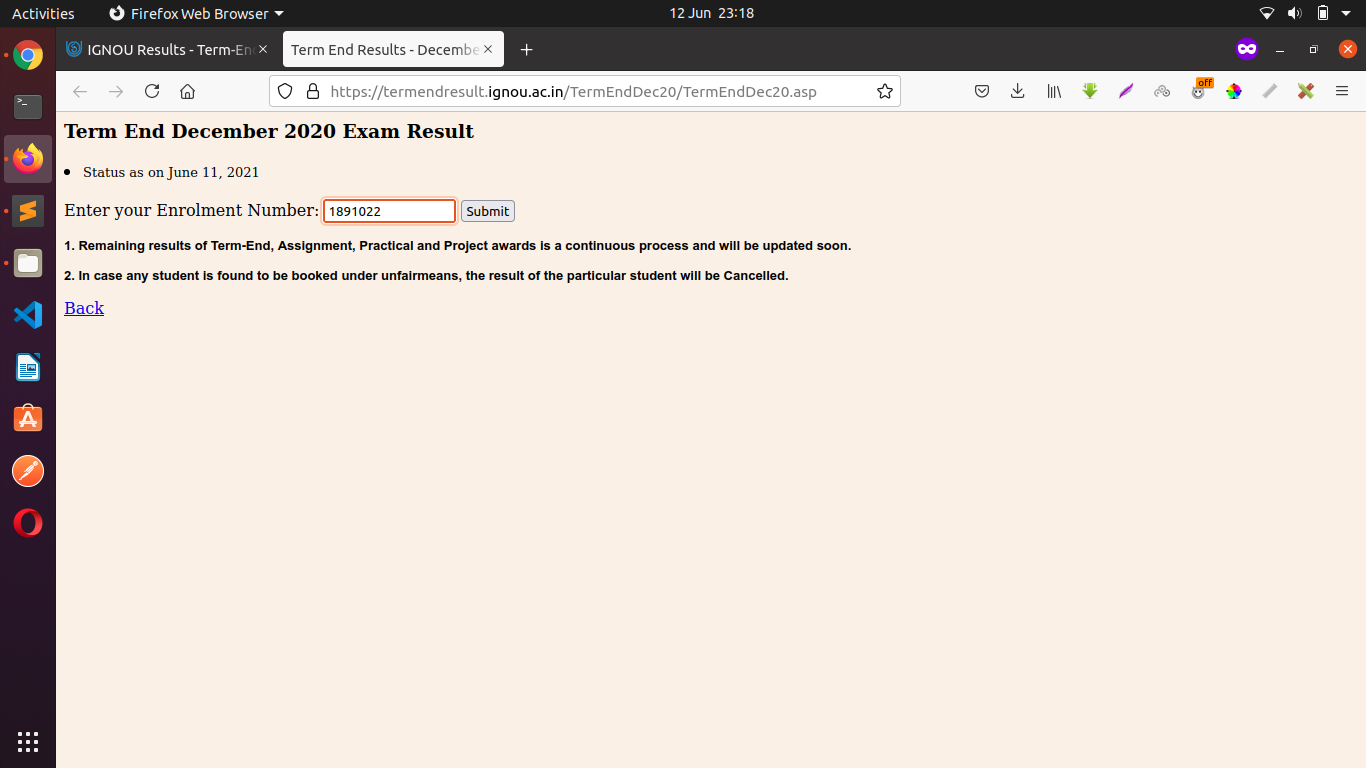 Activities
Firefox Web Browser
12 Jun 23:18
IGNOU Results - Term-En
Term End Results - Decembe
https://termendresult.ignou.ac.in/TermEndDec20/TermEndDec20.asp
off
Term End December 2020 Exam Result
Status as on June 11, 2021
Enter your Enrolment Number: 1891022 Submit
1. Remaining results of Term-End, Assignment, Practical and Project awards is a continuous process and will be updated soon.
2. In case any student is found to be booked under unfairmeans, the result of the particular student will be Cancelled.
Back